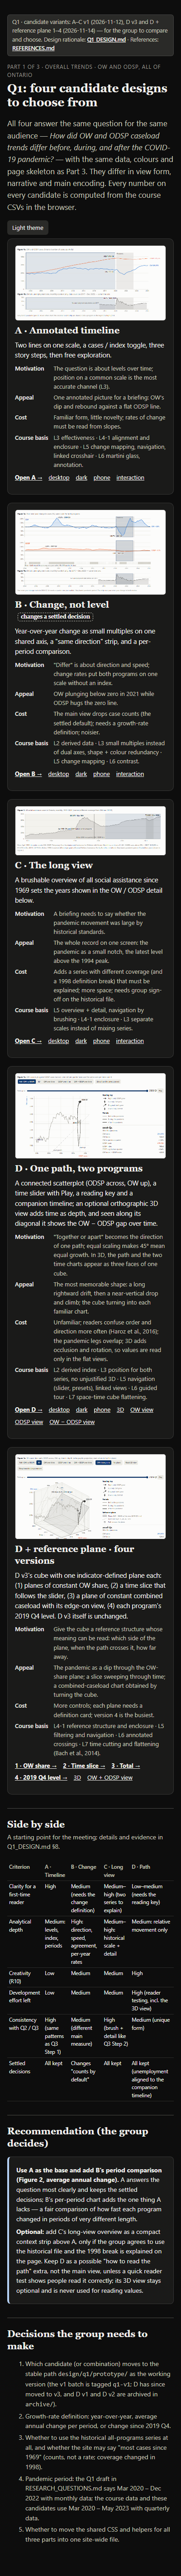 Q1 · candidate variants: A–C v1 (2026-11-12), D v3 and D +
reference plane 1–4 (2026-11-14) — for the group to compare
and choose. Design rationale: Q1_DESIGN.md · References:
REFERENCES.md
PART 1 OF 3 · OVERALL TRENDS · OW AND ODSP, ALL OF
ONTARIO
Q1: four candidate designs
to choose from
All four answer the same question for the same
audience — How did OW and ODSP caseload
trends differ before, during, and after the COVID-
19 pandemic? — with the same data, colours and
page skeleton as Part 3. They differ in view form,
narrative and main encoding. Every number on
every candidate is computed from the course
CSVs in the browser.
Light theme
A · Annotated timeline
Two lines on one scale, a cases / index toggle, three
story steps, then free exploration.
Motivation The question is about levels over time;
position on a common scale is the most
accurate channel (L3).
Appeal One annotated picture for a briefing: OW's
dip and rebound against a flat ODSP line.
Cost Familiar form, little novelty; rates of change
must be read from slopes.
Course basis L3 effectiveness · L4-1 alignment and
enclosure · L5 change mapping, navigation,
linked crosshair · L6 martini glass,
annotation.
Open A → desktop dark phone interaction
B · Change, not level
changes a settled decision
Year-over-year change as small multiples on one
shared axis, a "same direction" strip, and a per-
period comparison.
Motivation "Differ" is about direction and speed;
change rates put both programs on one
scale without an index.
Appeal OW plunging below zero in 2021 while
ODSP hugs the zero line.
Cost The main view drops case counts (the
settled default); needs a growth-rate
definition; noisier.
Course basis L2 derived data · L3 small multiples instead
of dual axes, shape + colour redundancy ·
L5 change mapping · L6 contrast.
Open B → desktop dark phone interaction
C · The long view
A brushable overview of all social assistance since
1969 sets the years shown in the OW / ODSP detail
below.
Motivation A briefing needs to say whether the
pandemic movement was large by
historical standards.
Appeal The whole record on one screen: the
pandemic as a small notch, the latest level
above the 1994 peak.
Cost Adds a series with different coverage (and
a 1998 definition break) that must be
explained; more space; needs group sign-
off on the historical file.
Course basis L5 overview + detail, navigation by
brushing · L4-1 enclosure · L3 separate
scales instead of mixing series.
Open C → desktop dark phone interaction
D · One path, two programs
A connected scatterplot (ODSP across, OW up), a
time slider with Play, a reading key and a
companion timeline; an optional orthographic 3D
view adds time as depth, and seen along its
diagonal it shows the OW − ODSP gap over time.
Motivation "Together or apart" becomes the direction
of one path; equal scaling makes 45° mean
equal growth. In 3D, the path and the two
time charts appear as three faces of one
cube.
Appeal The most memorable shape: a long
rightward drift, then a near-vertical drop
and climb; the cube turning into each
familiar chart.
Cost Unfamiliar; readers confuse order and
direction more often (Haroz et al., 2016);
the pandemic legs overlap; 3D adds
occlusion and rotation, so values are read
only in the flat views.
Course basis L2 derived index · L3 position for both
series, no unjustified 3D · L5 navigation
(slider, presets), linked views · L6 guided
tour · L7 space-time cube flattening.
Open D → desktop dark phone 3D OW view
ODSP view OW − ODSP view
D + reference plane · four
versions
D v3's cube with one indicator-defined plane each:
(1) planes of constant OW share, (2) a time slice that
follows the slider, (3) a plane of constant combined
caseload with its edge-on view, (4) each program's
2019 Q4 level. D v3 itself is unchanged.
Motivation Give the cube a reference structure whose
meaning can be read: which side of the
plane, when the path crosses it, how far
away.
Appeal The pandemic as a dip through the OW-
share plane; a slice sweeping through time;
a combined-caseload chart obtained by
turning the cube.
Cost More controls; each plane needs a
definition card; version 4 is the busiest.
Course basis L4-1 reference structure and enclosure · L5
filtering and navigation · L6 annotated
crossings · L7 time cutting and flattening
(Bach et al., 2014).
1 · OW share → 2 · Time slice → 3 · Total →
4 · 2019 Q4 level → 3D OW + ODSP view
Side by side
A starting point for the meeting; details and evidence in
Q1_DESIGN.md §8.
Criterion A · Timeline B · Change C · Long view D · Path
Clarity for a first-time reader High Medium (needs the change definition) Medium–high (two series to explain) Low–medium (needs the reading key)
Analytical depth Medium: levels, index, periods High: direction, speed, agreement, per-year rates Medium–high: historical scale + detail Medium: relative movement only
Creativity (R10) Low Medium Medium High
Development effort left Low Medium Medium High (reader testing, incl. the 3D view)
Consistency with Q2 / Q3 High (same patterns as Q3 Step 1) Medium (different main measure) High (brush + detail like Q3 Step 2) Medium (unique form)
Settled decisions All kept Changes "counts by default" All kept All kept (unemployment aligned to the companion timeline)
Recommendation (the group
decides)
Use A as the base and add B's period comparison
(Figure 2, average annual change). A answers the
question most clearly and keeps the settled
decisions; B's per-period chart adds the one thing A
lacks — a fair comparison of how fast each program
changed in periods of very different length.
Optional: add C's long-view overview as a compact
context strip above A, only if the group agrees to use
the historical file and the 1998 break is explained on
the page. Keep D as a possible "how to read the
path" extra, not the main view, unless a quick reader
test shows people read it correctly; its 3D view stays
optional and is never used for reading values.
Decisions the group needs to
make
1. Which candidate (or combination) moves to the
stable path design/q1/prototype/ as the working
version (the v1 batch is tagged q1-v1; D has since
moved to v3, and D v1 and D v2 are archived in
archive/).
2. Growth-rate definition: year-over-year, average
annual change per period, or change since 2019 Q4.
3. Whether to use the historical all-programs series at
all, and whether the site may say "most cases since
1969" (counts, not a rate; coverage changed in
1998).
4. Pandemic period: the Q1 draft in
RESEARCH_QUESTIONS.md says Mar 2020 – Dec
2022 with monthly data; the course data and these
candidates use Mar 2020 – May 2023 with quarterly
data.
5. Whether to move the shared CSS and helpers for all
three parts into one site-wide file.